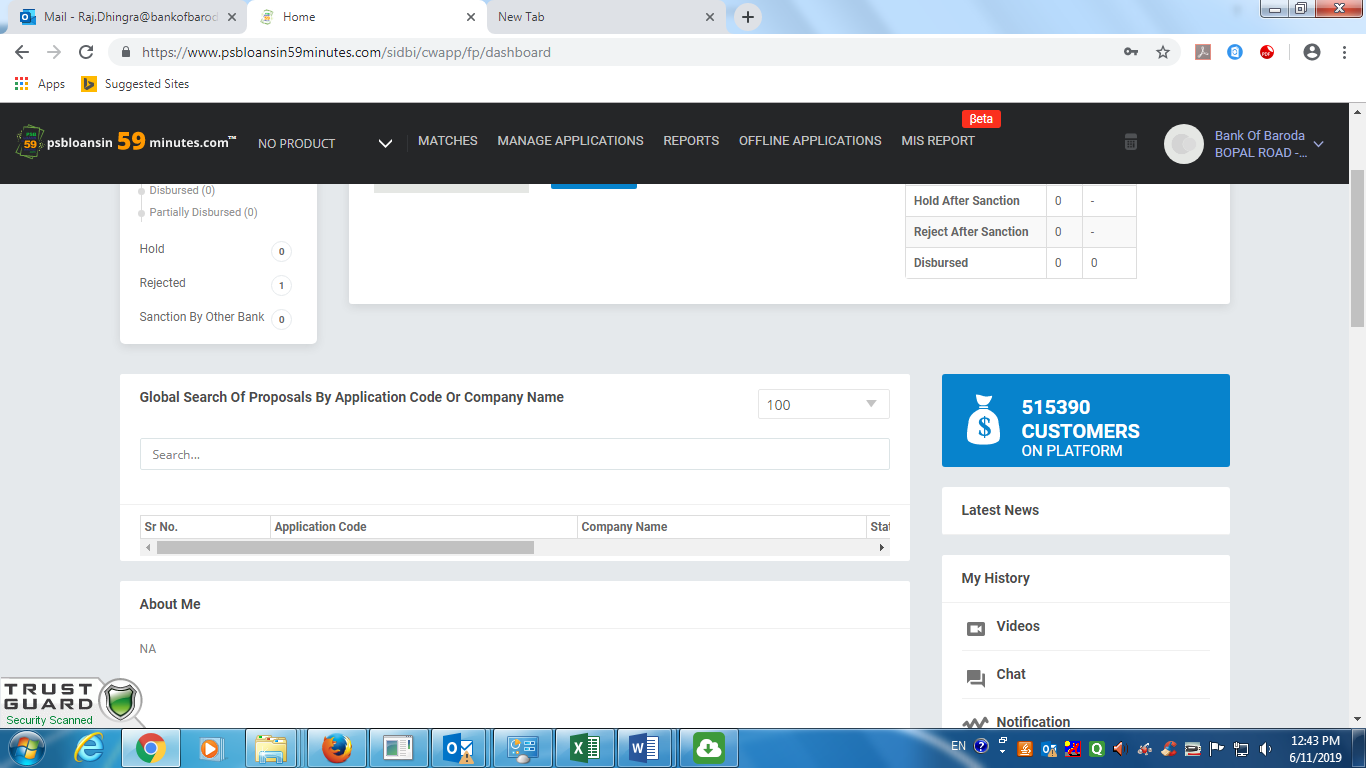 Mail - Raj.Dhingra@bankofbarod
Home
New Tab
https://www.psbloansin59minutes.com/sidbi/cwapp/fp/dashboard
Apps
Suggested Sites
psbloansin 59 minutes.com™
NO PRODUCT
MATCHES
MANAGE APPLICATIONS
REPORTS
OFFLINE APPLICATIONS
MIS REPORT
βeta
Bank Of Baroda
BOPAL ROAD -...
Disbursed (0)
Partially Disbursed (0)
Hold 0
Rejected 1
Sanction By Other Bank 0
Hold After Sanction 0 -
Reject After Sanction 0 -
Disbursed 0 0
Global Search Of Proposals By Application Code Or Company Name
100
Search...
Sr No. Application Code Company Name Stat
About Me
NA
515390
CUSTOMERS
ON PLATFORM
Latest News
My History
Videos
Chat
Notification
TRUST
GUARD
Security Scanned
EN
12:43 PM
6/11/2019